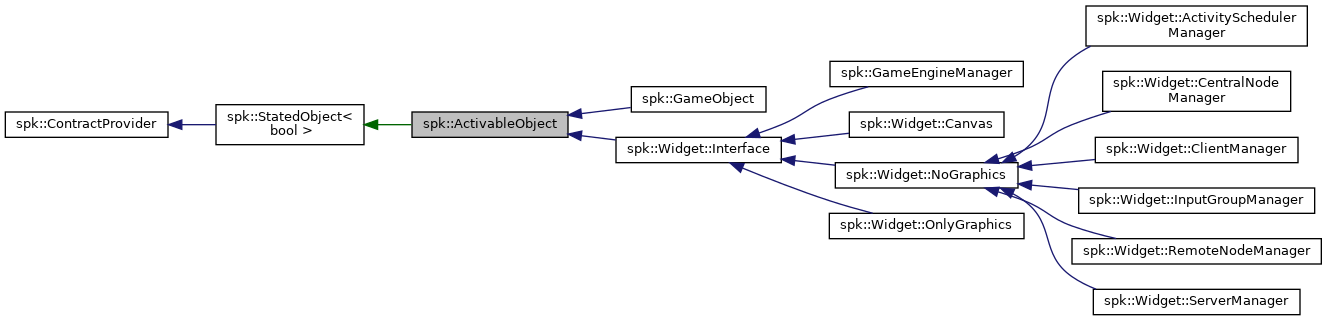 spk::ContractProvider
spk::StatedObject<
bool >
spk::ActivableObject
spk::GameObject
spk::Widget::Interface
spk::GameEngineManager
spk::Widget::Canvas
spk::Widget::NoGraphics
spk::Widget::OnlyGraphics
spk::Widget::ActivityScheduler
Manager
spk::Widget::CentralNode
Manager
spk::Widget::ClientManager
spk::Widget::InputGroupManager
spk::Widget::RemoteNodeManager
spk::Widget::ServerManager